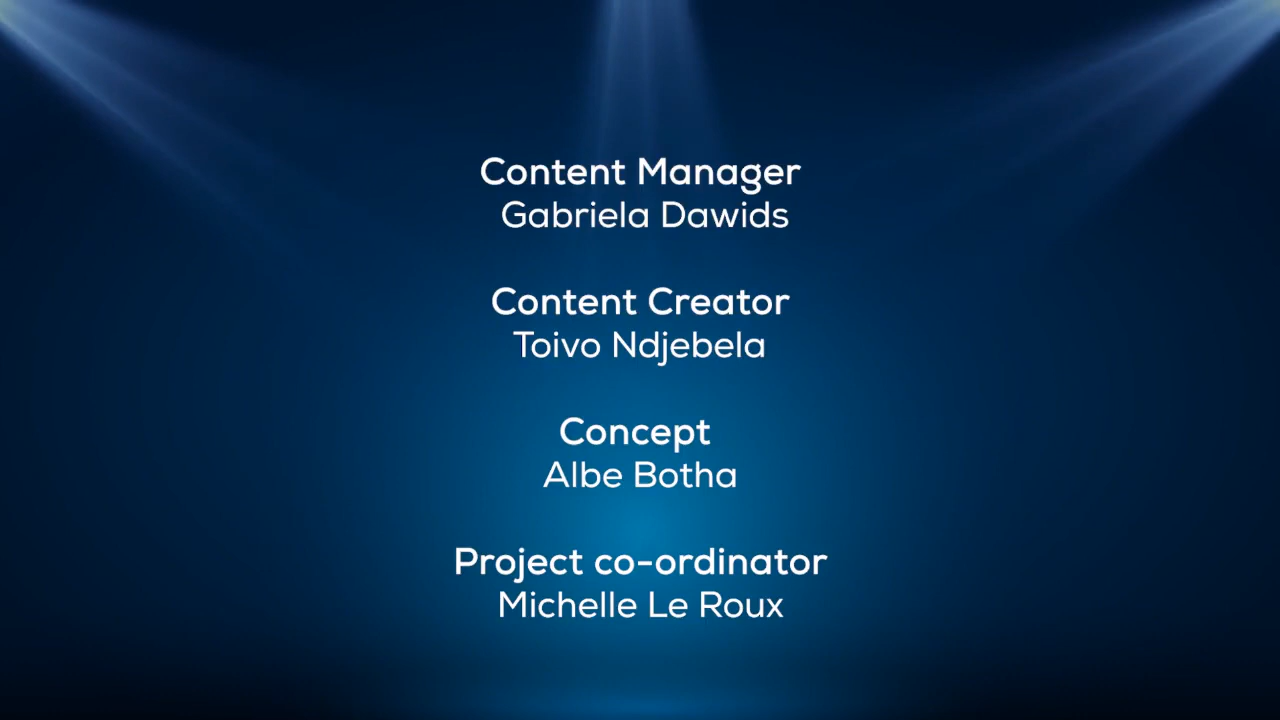 Content Manager
Gabriela Dawids
Content Creator
Toivo Ndjebela
Concept
Albe Botha
Project co-ordinator
Michelle Le Roux